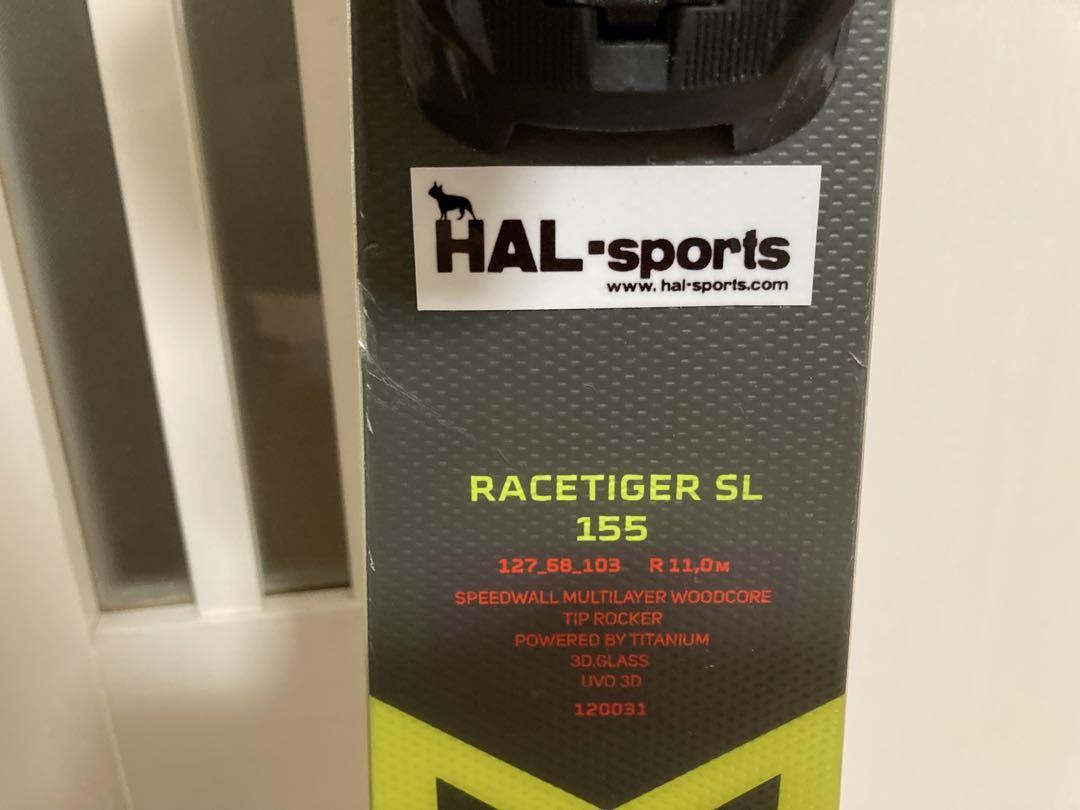 HAL-sports
www.hal-sports.com
RACETIGER SL
155
127_68_103 R 11,0M
SPEEDWALL MULTILAYER WOODCORE
TIP ROCKER
POWERED BY TITANIUM
3D.GLASS
UVO 3D
120031